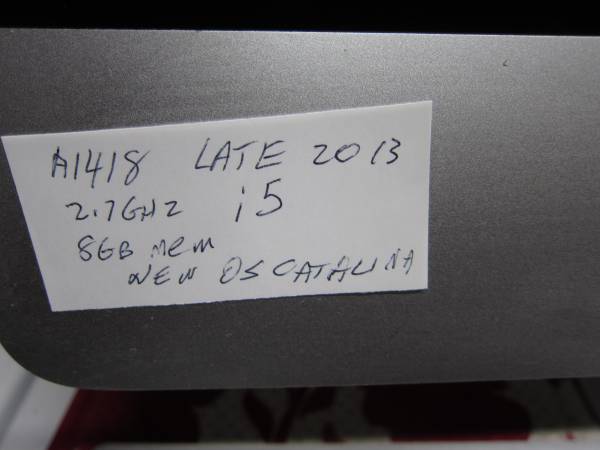 A1418 LATE 2013
2.7GHZ i5
8GB mem
NEW OS CATALINA